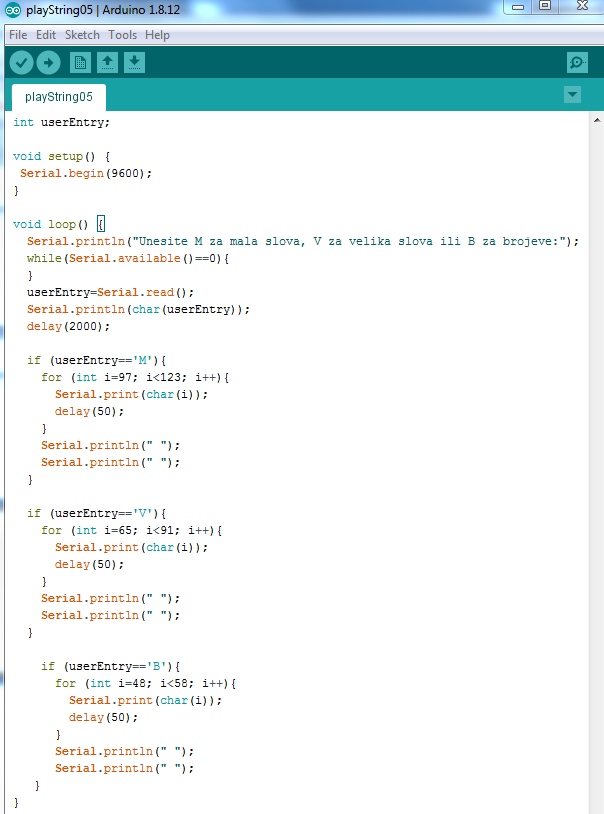 playString05 | Arduino 1.8.12
File Edit Sketch Tools Help
playString05
int userEntry;
void setup() {
 Serial.begin(9600);
}
void loop() {
  Serial.println("Unesite M za mala slova, V za velika slova ili B za brojeve:");
  while(Serial.available()==0){
  }
  userEntry=Serial.read();
  Serial.println(char(userEntry));
  delay(2000);
  if (userEntry=='M'){
    for (int i=97; i<123; i++){
      Serial.print(char(i));
      delay(50);
    }
    Serial.println(" ");
    Serial.println(" ");
  }
  if (userEntry=='V'){
    for (int i=65; i<91; i++){
      Serial.print(char(i));
      delay(50);
    }
    Serial.println(" ");
    Serial.println(" ");
  }
    if (userEntry=='B'){
      for (int i=48; i<58; i++){
        Serial.print(char(i));
        delay(50);
      }
      Serial.println(" ");
      Serial.println(" ");
   }
}